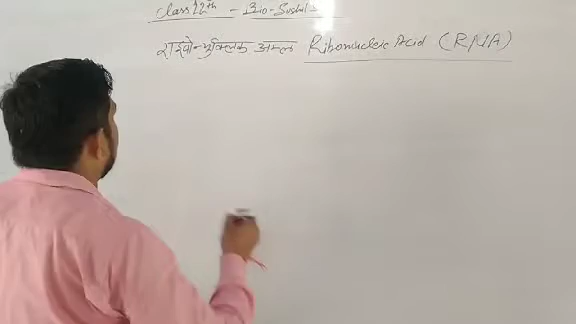 Class 12th - Bio-Sushil
राइबोन्युक्लिक अम्ल Ribonucleic Acid (RNA)